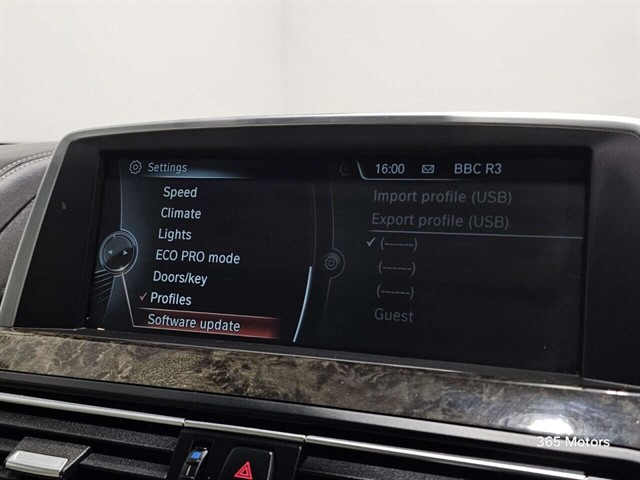 Settings
16:00 BBC R3
Speed
Climate
Lights
ECO PRO mode
Doors/key
✓ Profiles
Software update
Import profile (USB)
Export profile (USB)
✓ (------)
(------)
(------)
Guest
365 Motors